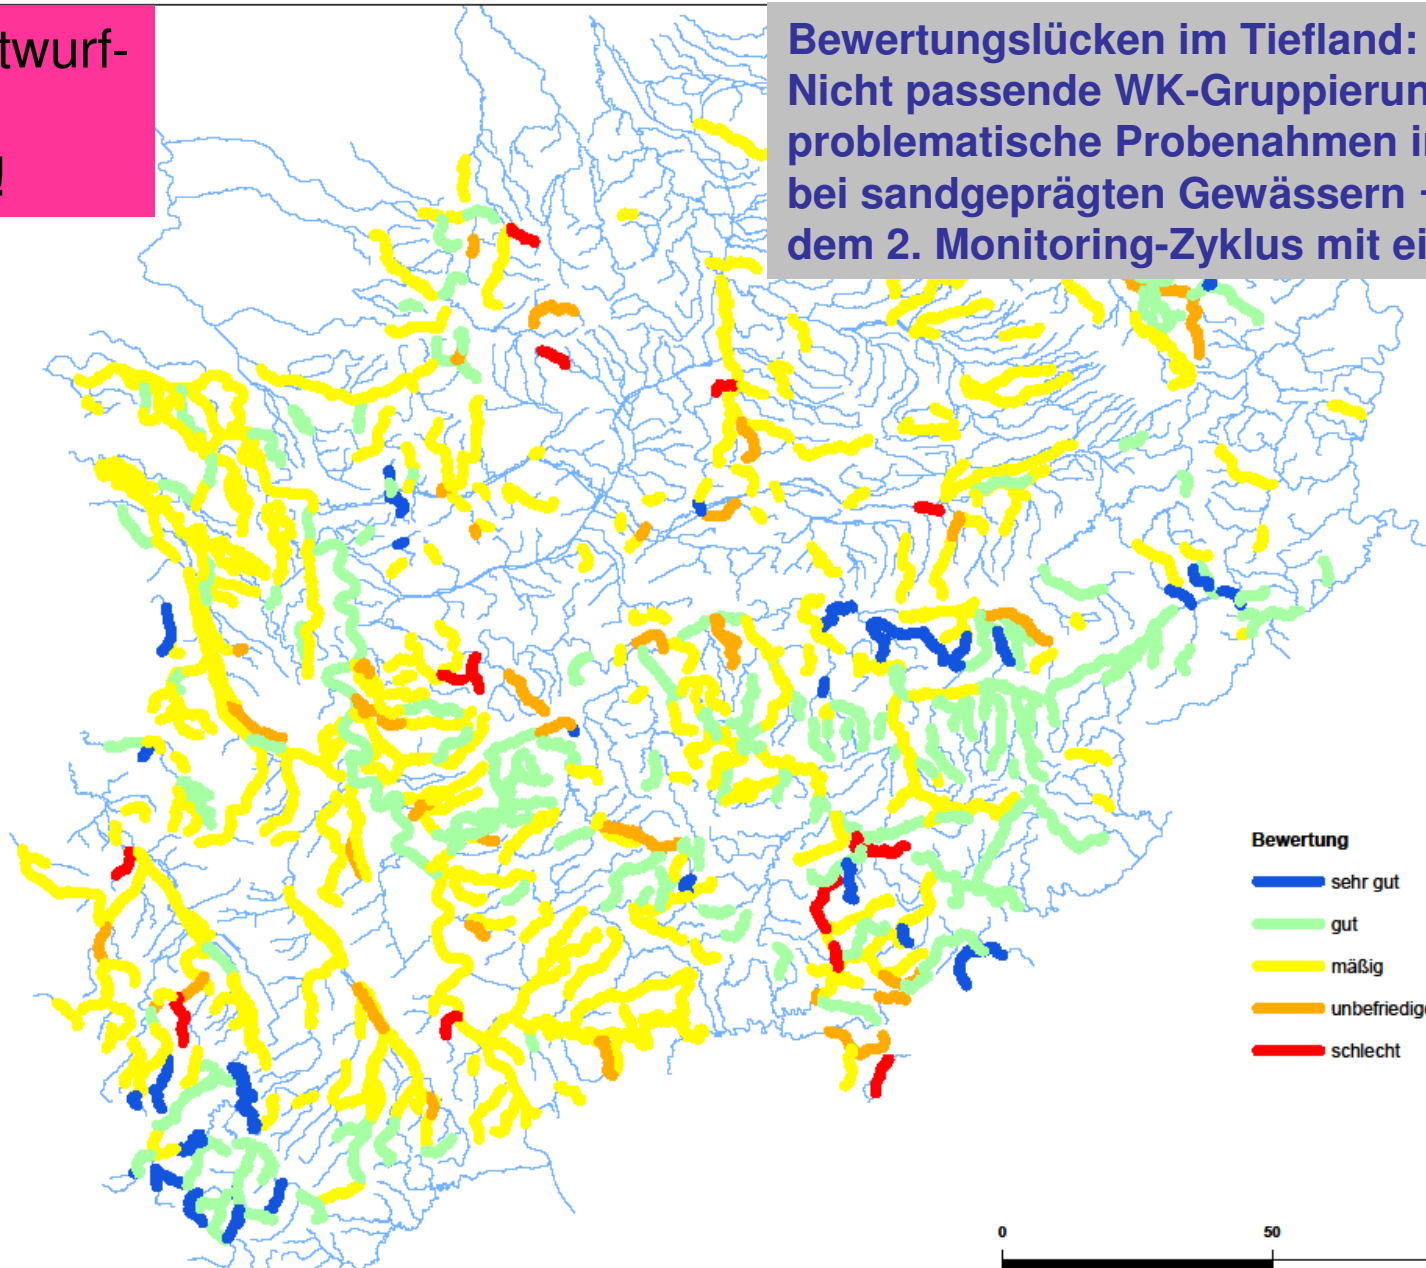 twurf-
!
Bewertungslücken im Tiefland:
Nicht passende WK-Gruppierun
problematische Probenahmen i
bei sandgeprägten Gewässern
dem 2. Monitoring-Zyklus mit ei
Bewertung
sehr gut
gut
mäßig
unbefriedig
schlecht
0 50